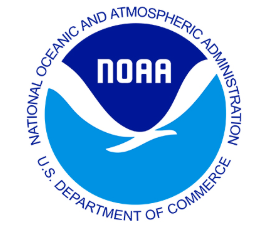 NATIONAL OCEANIC AND ATMOSPHERIC ADMINISTRATION
NOAA
U.S. DEPARTMENT OF COMMERCE